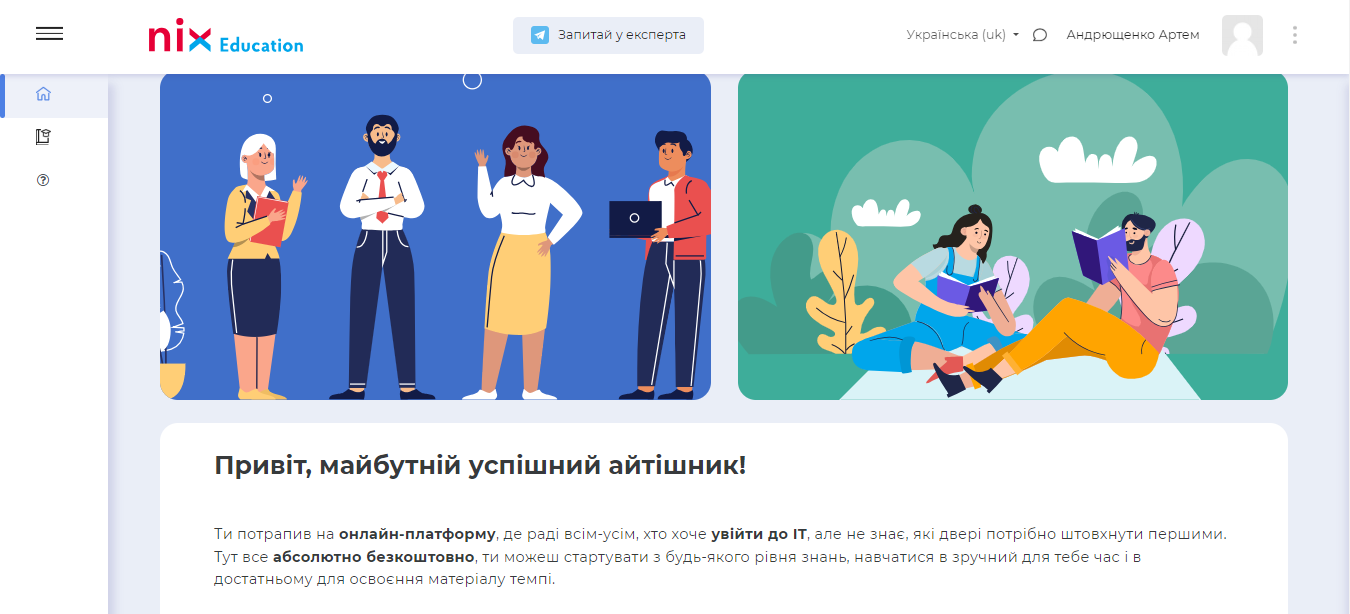 nix Education
Запитай у експерта
Українська (uk)
Андрющенко Артем
Привіт, майбутній успішний айтішник!
Ти потрапив на онлайн-платформу, де раді всім-усім, хто хоче увійти до ІТ, але не знає, які двері потрібно штовхнути першими.
Тут все абсолютно безкоштовно, ти можеш стартувати з будь-якого рівня знань, навчатися в зручний для тебе час і в
достатньому для освоєння матеріалу темпі.